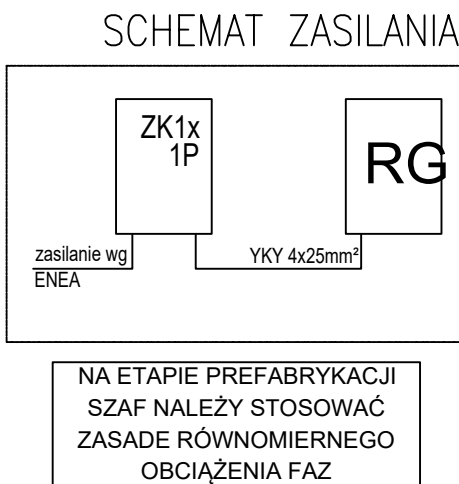 SCHEMAT ZASILANIA
ZK1x
1P
RG
zasilanie wg
ENEA
YKY 4x25mm²
NA ETAPIE PREFABRYKACJI
SZAF NALEŻY STOSOWAĆ
ZASADE RÓWNOMIERNEGO
OBCIĄŻENIA FAZ